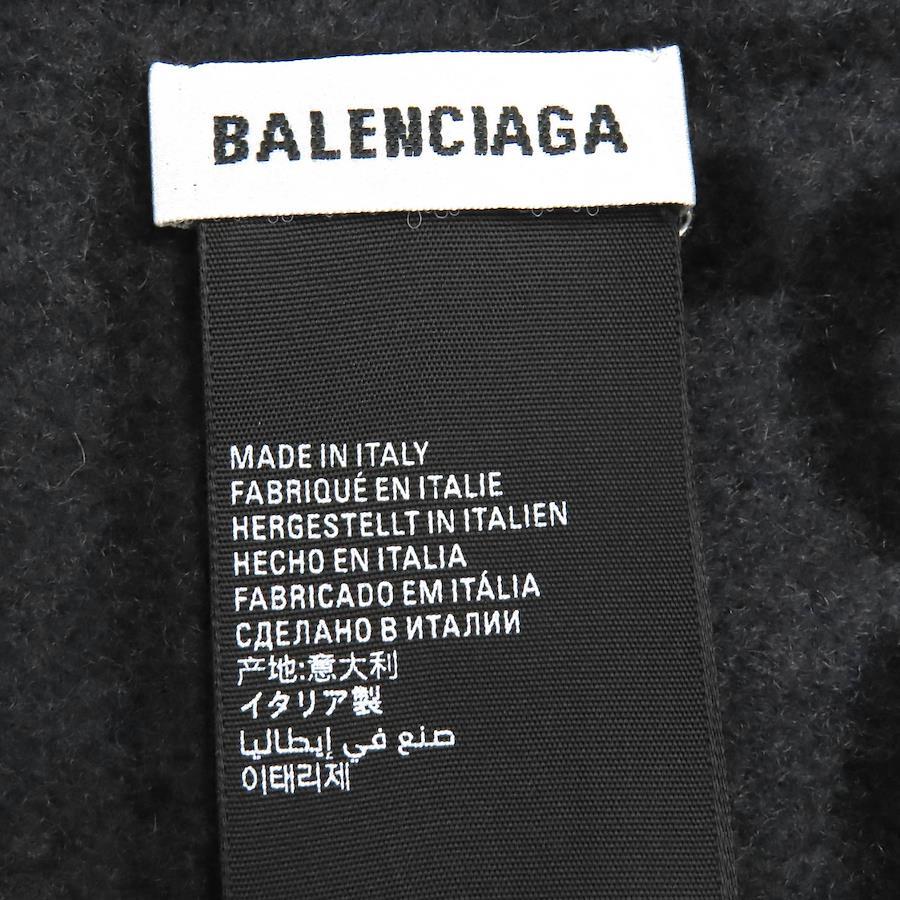 BALENCIAGA
MADE IN ITALY
FABRIQUÉ EN ITALIE
HERGESTELLT IN ITALIEN
HECHO EN ITALIA
FABRICADO EM ITÁLIA
СДЕЛАНО В ИТАЛИИ
产地:意大利
イタリア製
صنع في إيطاليا
이태리제